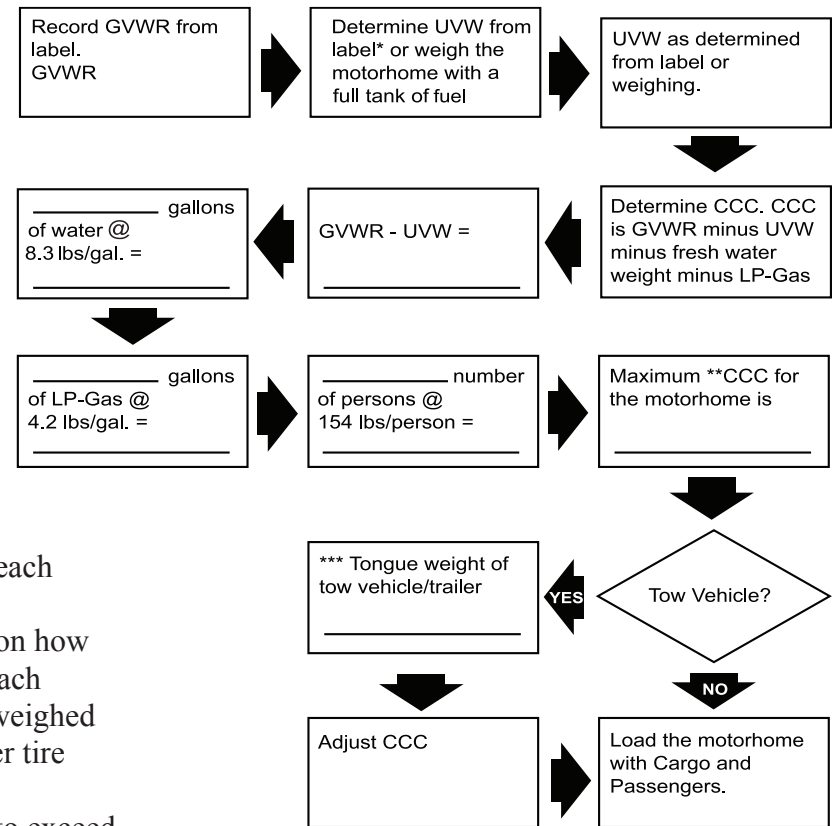 Record GVWR from
label.
GVWR
Determine UVW from
label* or weigh the
motorhome with a
full tank of fuel
UVW as determined
from label or
weighing.
Determine CCC. CCC
is GVWR minus UVW
minus fresh water
weight minus LP-Gas
GVWR - UVW =
gallons
of water @
8.3 lbs/gal. =
gallons
of LP-Gas @
4.2 lbs/gal. =
number
of persons @
154 lbs/person =
Maximum **CCC for
the motorhome is
Tow Vehicle?
YES
*** Tongue weight of
tow vehicle/trailer
Adjust CCC
NO
Load the motorhome
with Cargo and
Passengers.
each
on how
ach
weighed
er tire
to exceed